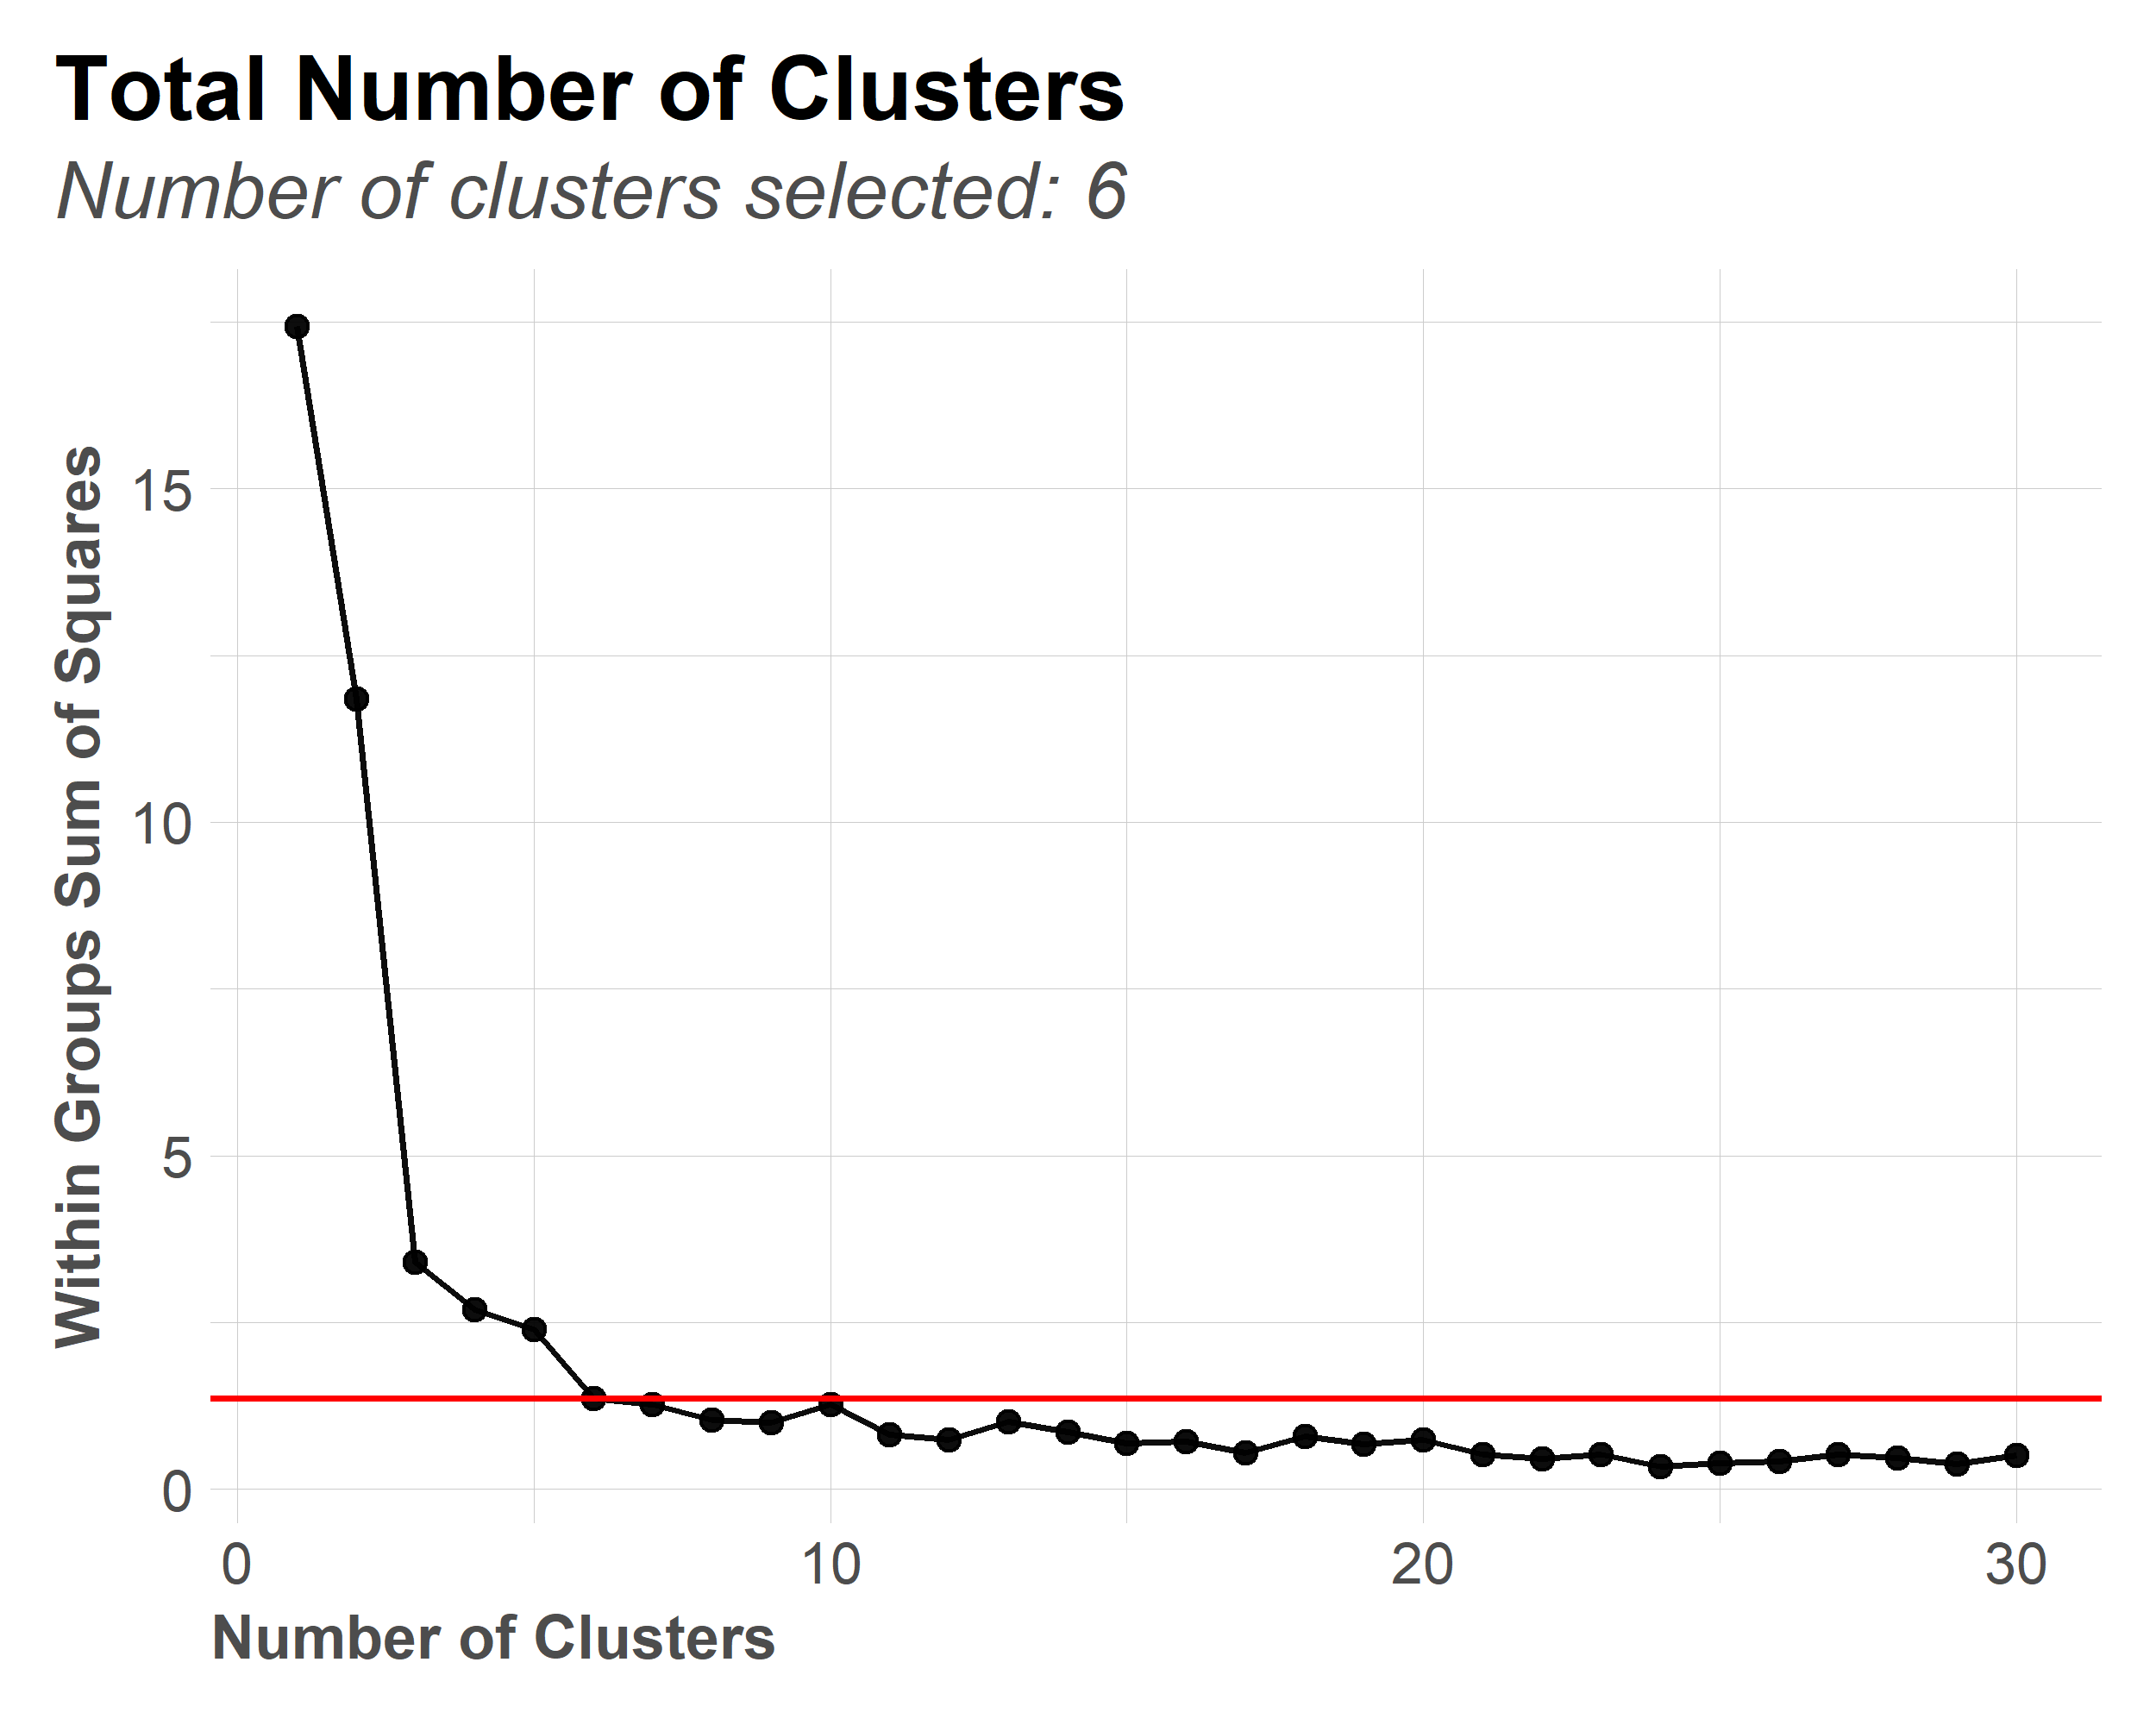 Total Number of Clusters
Number of clusters selected: 6
Within Groups Sum of Squares
15
10
5
0
0 10 20 30
Number of Clusters